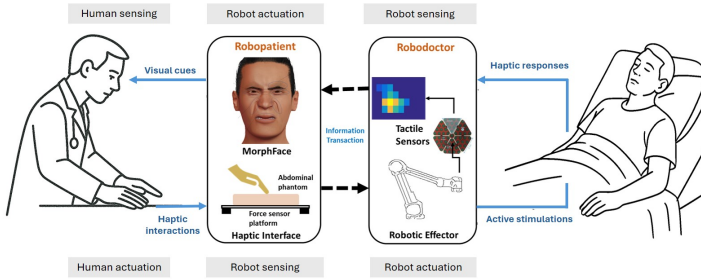 Human sensing
Robot actuation
Robot sensing
Robopatient
Robodoctor
Visual cues
Haptic responses
MorphFace
Information
Transaction
Tactile
Sensors
Abdominal
phantom
Force sensor
platform
Haptic
interactions
Haptic Interface
Robotic Effector
Active stimulations
Human actuation
Robot sensing
Robot actuation